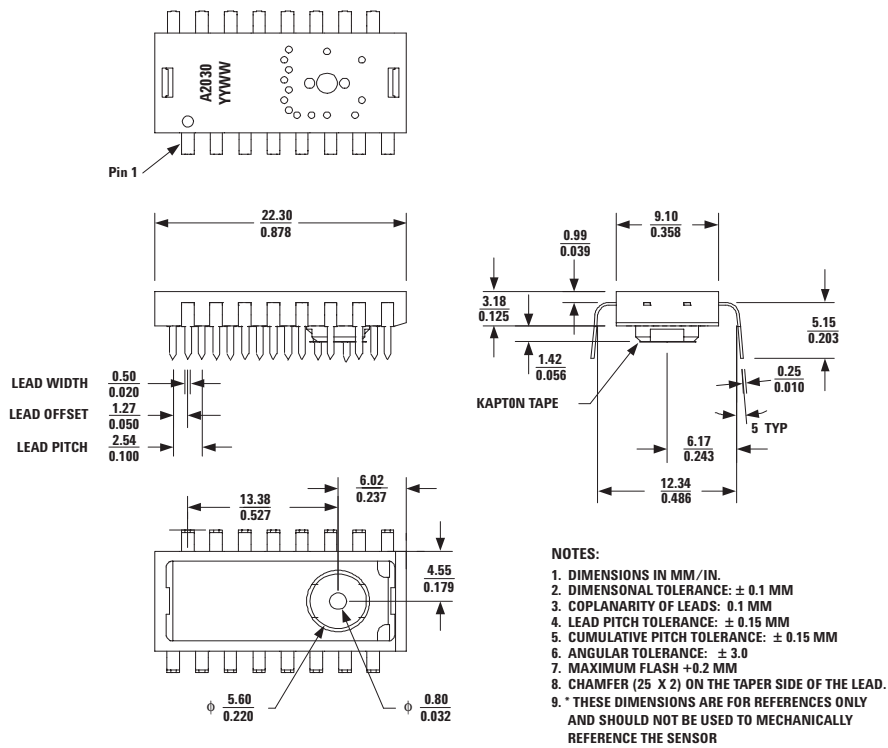 A2030
YYWW
Pin 1
22.30
0.878
9.10
0.358
0.99
0.039
3.18
0.125
5.15
0.203
1.42
0.056
0.25
0.010
KAPTON TAPE
5 TYP
LEAD WIDTH 0.50
0.020
LEAD OFFSET 1.27
0.050
LEAD PITCH 2.54
0.100
6.17
0.243
12.34
0.486
6.02
0.237
13.38
0.527
4.55
0.179
ϕ 5.60
0.220
ϕ 0.80
0.032
NOTES:
1. DIMENSIONS IN MM/IN.
2. DIMENSONAL TOLERANCE: ± 0.1 MM
3. COPLANARITY OF LEADS: 0.1 MM
4. LEAD PITCH TOLERANCE: ± 0.15 MM
5. CUMULATIVE PITCH TOLERANCE: ± 0.15 MM
6. ANGULAR TOLERANCE: ± 3.0
7. MAXIMUM FLASH +0.2 MM
8. CHAMFER (25 X 2) ON THE TAPER SIDE OF THE LEAD.
9. * THESE DIMENSIONS ARE FOR REFERENCES ONLY
AND SHOULD NOT BE USED TO MECHANICALLY
REFERENCE THE SENSOR